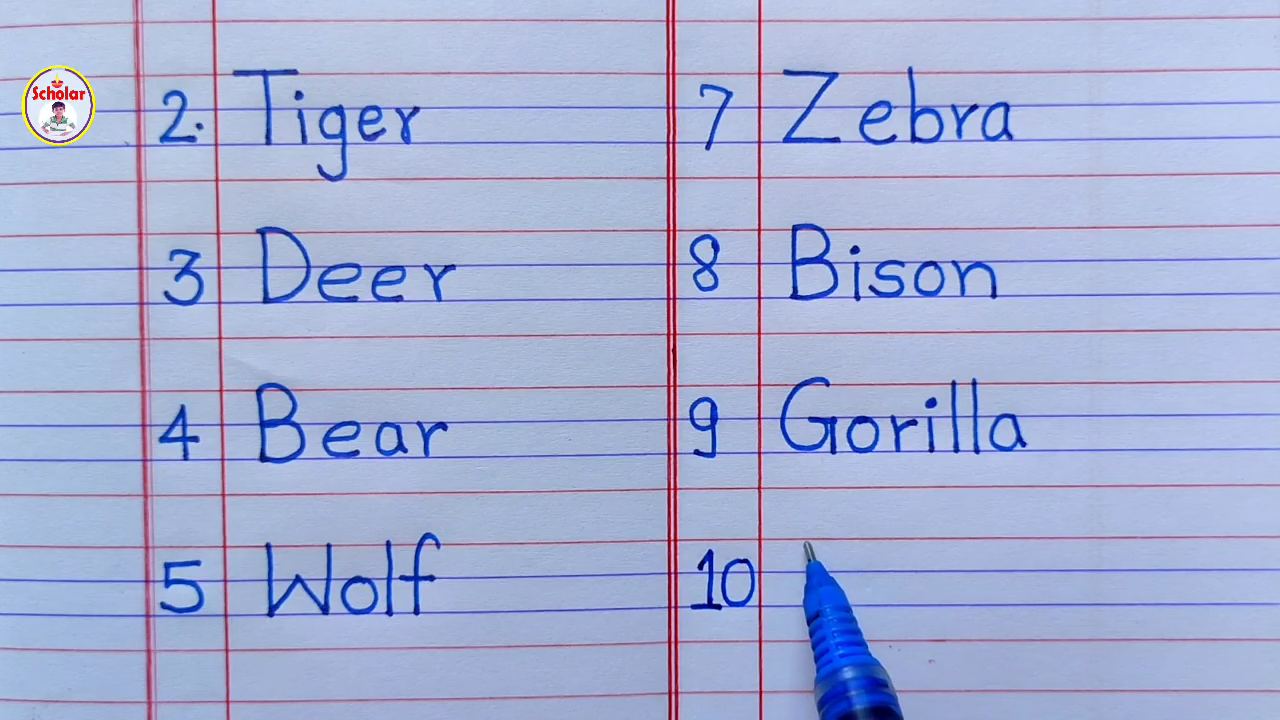 Scholar
2. Tiger
3 Deer
4 Bear
5 Wolf
7 Zebra
8 Bison
9 Gorilla
10